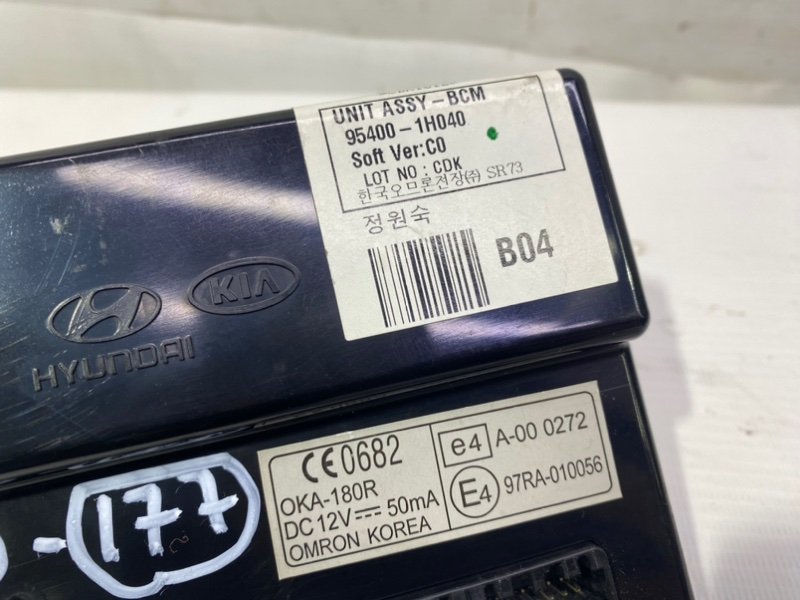 UNIT ASSY-BCM
95400-1H040
Soft Ver:C0
LOT NO : CDK
한국오므론전장㈜ SR73
정원숙
B04
KIA
HYUNDAI
CE0682
OKA-180R
DC 12V 50mA
OMRON KOREA
e4 A-00 0272
E4 97RA-010056
-177